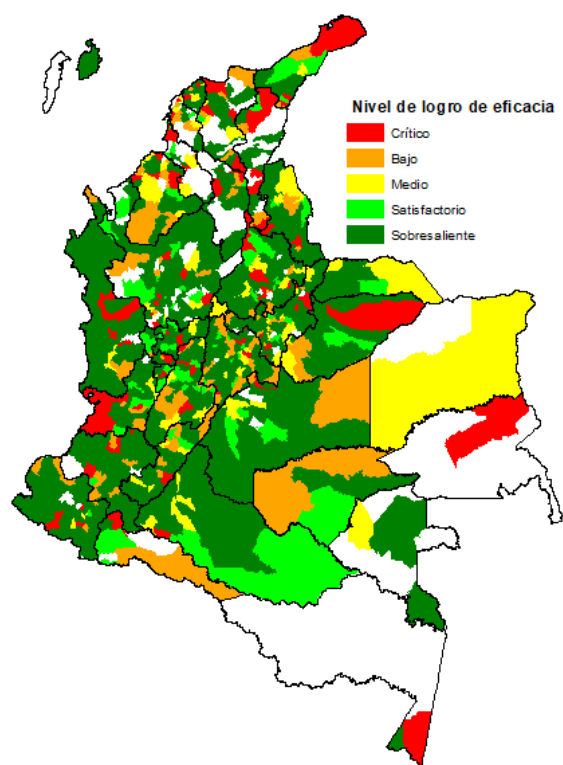 Nivel de logro de eficacia
Crítico
Bajo
Medio
Satisfactorio
Sobresaliente